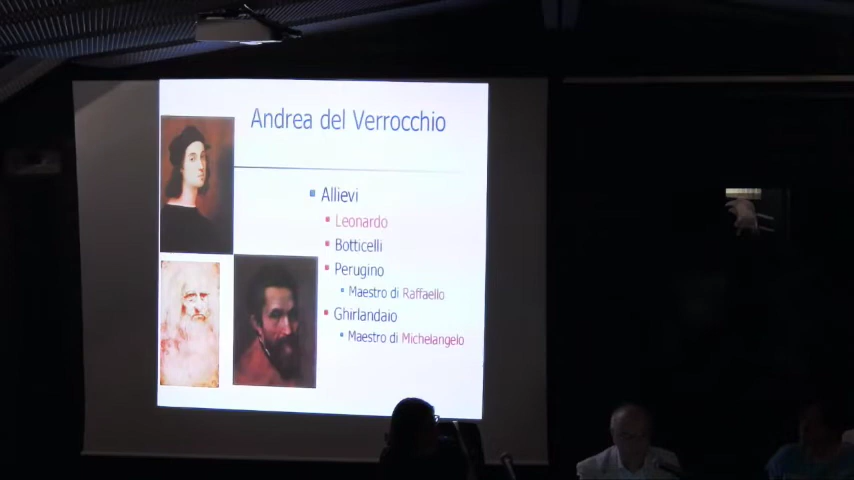 Andrea del Verrocchio
Allievi
Leonardo
Botticelli
Perugino
Maestro di Raffaello
Ghirlandaio
Maestro di Michelangelo